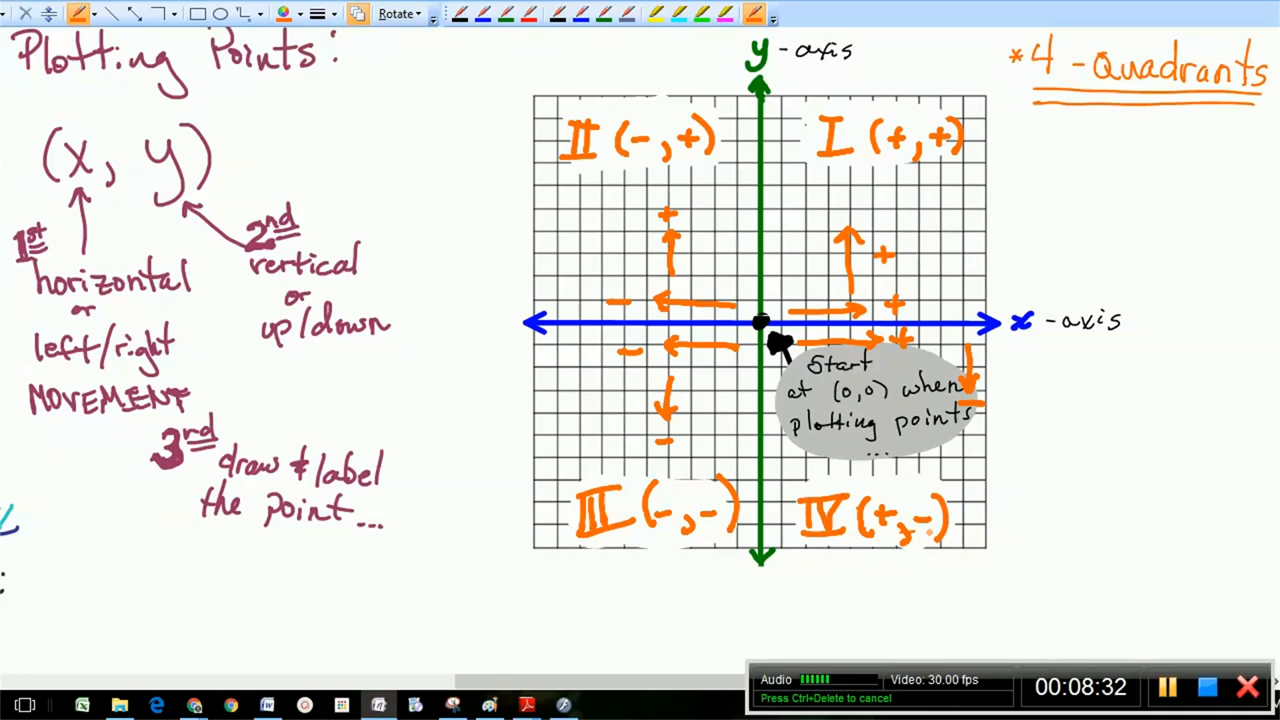 Rotate
Plotting Points:
(x, y)
1st
horizontal
or
left/right
MOVEMENT
2nd
vertical
or
up/down
3rd
draw & label
the point...
y - axis
*4 - Quadrants
II (-, +)
I (+, +)
+
+
-
+
x - axis
-
+
-
-
Start
at (0,0) when
plotting points
...
III (-, -)
IV (+, -)
Audio
Video: 30.00 fps
Press Ctrl+Delete to cancel
00:08:32